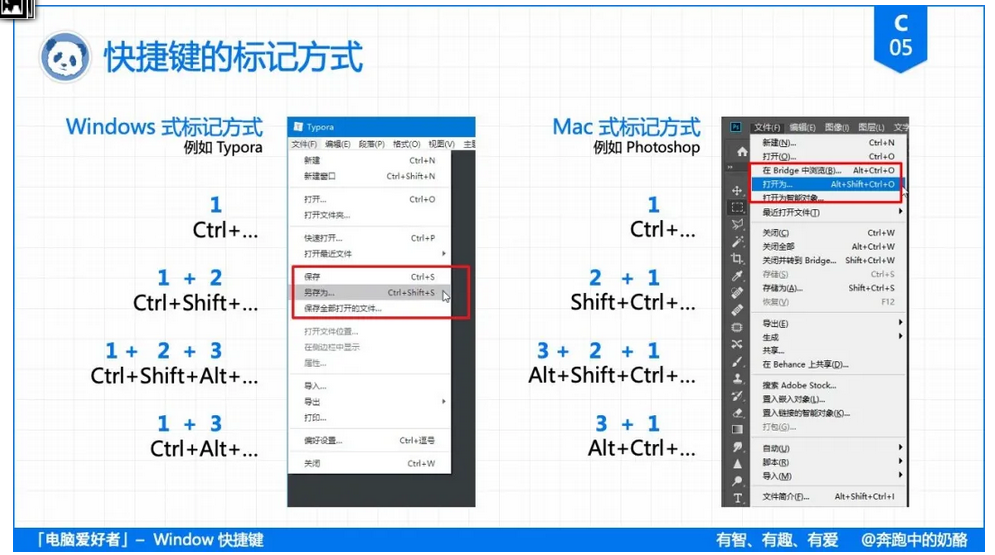 C
05
快捷键的标记方式
Windows 式标记方式
例如 Typora
1
Ctrl+...
1 + 2
Ctrl+Shift+...
1 + 2 + 3
Ctrl+Shift+Alt+...
1 + 3
Ctrl+Alt+...
Typora
文件(F) 编辑(E) 段落(P) 格式(O) 视图(V) 主题
新建 Ctrl+N
新建窗口 Ctrl+Shift+N
打开... Ctrl+O
打开文件夹...
快速打开... Ctrl+P
打开最近文件
保存 Ctrl+S
另存为... Ctrl+Shift+S
保存全部打开的文件...
打开文件位置...
在侧边栏中显示
属性...
导入...
导出
打印...
偏好设置... Ctrl+逗号
关闭 Ctrl+W
Mac 式标记方式
例如 Photoshop
1
Ctrl+...
2 + 1
Shift+Ctrl+...
3 + 2 + 1
Alt+Shift+Ctrl+...
3 + 1
Alt+Ctrl+...
Ps 文件(F) 编辑(E) 图像(I) 图层(L) 文字
新建(N)... Ctrl+N
打开(O)... Ctrl+O
在 Bridge 中浏览(B)... Alt+Ctrl+O
打开为... Alt+Shift+Ctrl+O
打开为智能对象...
最近打开文件(T)
关闭(C) Ctrl+W
关闭全部 Alt+Ctrl+W
关闭并转到 Bridge... Shift+Ctrl+W
存储(S) Ctrl+S
存储为(A)... Shift+Ctrl+S
恢复(V) F12
导出(E)
生成
共享...
在 Behance 上共享(D)...
搜索 Adobe Stock...
置入嵌入对象(L)...
置入链接的智能对象(K)...
打包(G)...
自动(U)
脚本(R)
导入(M)
文件简介(F)... Alt+Shift+Ctrl+I
T
「电脑爱好者」– Window 快捷键
有智、有趣、有爱 @奔跑中的奶酪